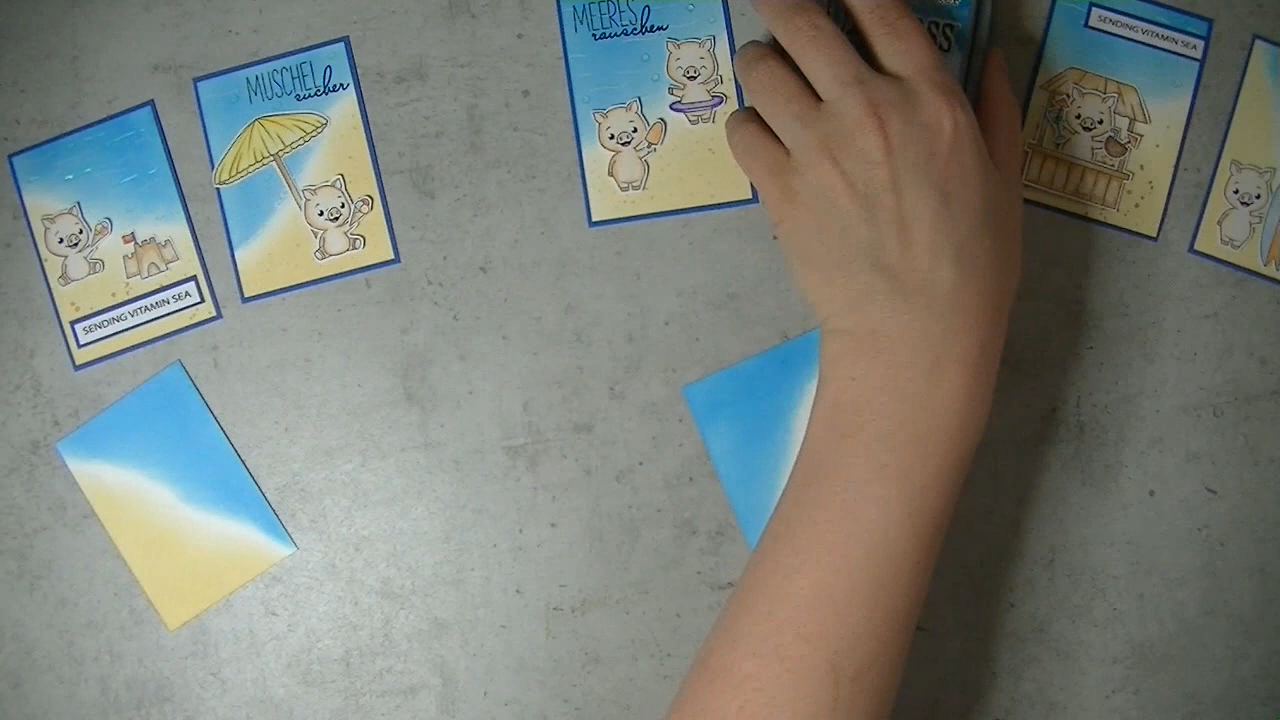 MUSCHEL
sucher
SENDING VITAMIN SEA
MEERES
rauschen
SENDING VITAMIN SEA